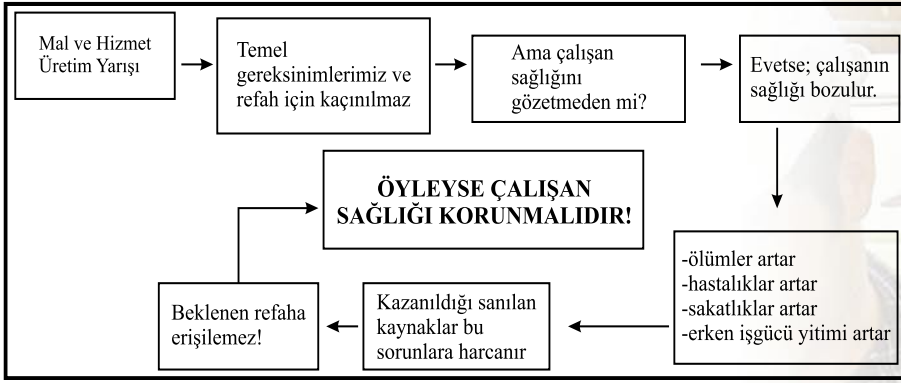 Mal ve Hizmet
Üretim Yarışı
Temel
gereksinimlerimiz ve
refah için kaçınılmaz
Ama çalışan
sağlığını
gözetmeden mi?
Evetse; çalışanın
sağlığı bozulur.
-ölümler artar
-hastalıklar artar
-sakatlıklar artar
-erken işgücü yitimi artar
Kazanıldığı sanılan
kaynaklar bu
sorunlara harcanır
Beklenen refaha
erişilemez!
ÖYLEYSE ÇALIŞAN
SAĞLIĞI KORUNMALIDIR!